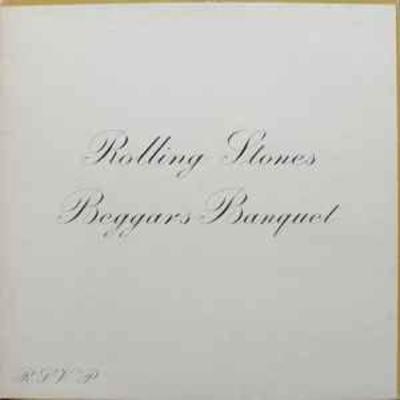 Rolling Stones
Beggars Banquet
R.S.V.P.